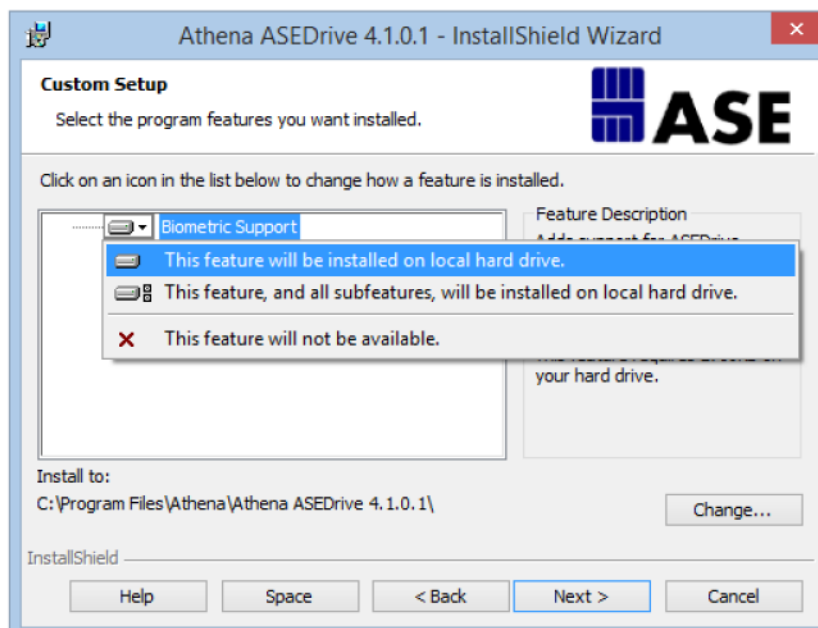 Athena ASEDrive 4.1.0.1 - InstallShield Wizard
Custom Setup
Select the program features you want installed.
ASE
Click on an icon in the list below to change how a feature is installed.
Biometric Support
Feature Description
This feature will be installed on local hard drive.
This feature, and all subfeatures, will be installed on local hard drive.
This feature will not be available.
your hard drive.
Install to:
C:\Program Files\Athena\Athena ASEDrive 4.1.0.1\
Change...
InstallShield
Help
Space
< Back
Next >
Cancel